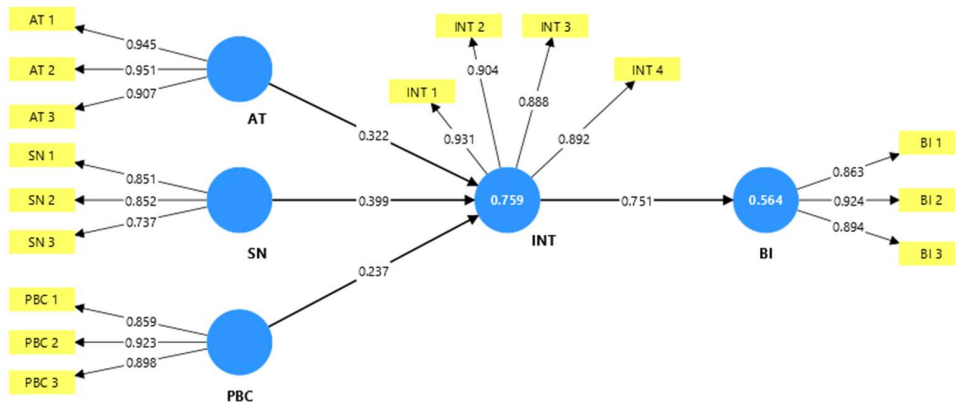 AT 1
0.945
AT 2
0.951
AT 3
0.907
AT
SN 1
0.851
SN 2
0.852
SN 3
0.737
SN
PBC 1
0.859
PBC 2
0.923
PBC 3
0.898
PBC
0.322
0.399
0.237
INT 1
0.931
INT 2
0.904
INT 3
0.888
INT 4
0.892
0.759
INT
0.751
0.564
BI
0.863
BI 1
0.924
BI 2
0.894
BI 3